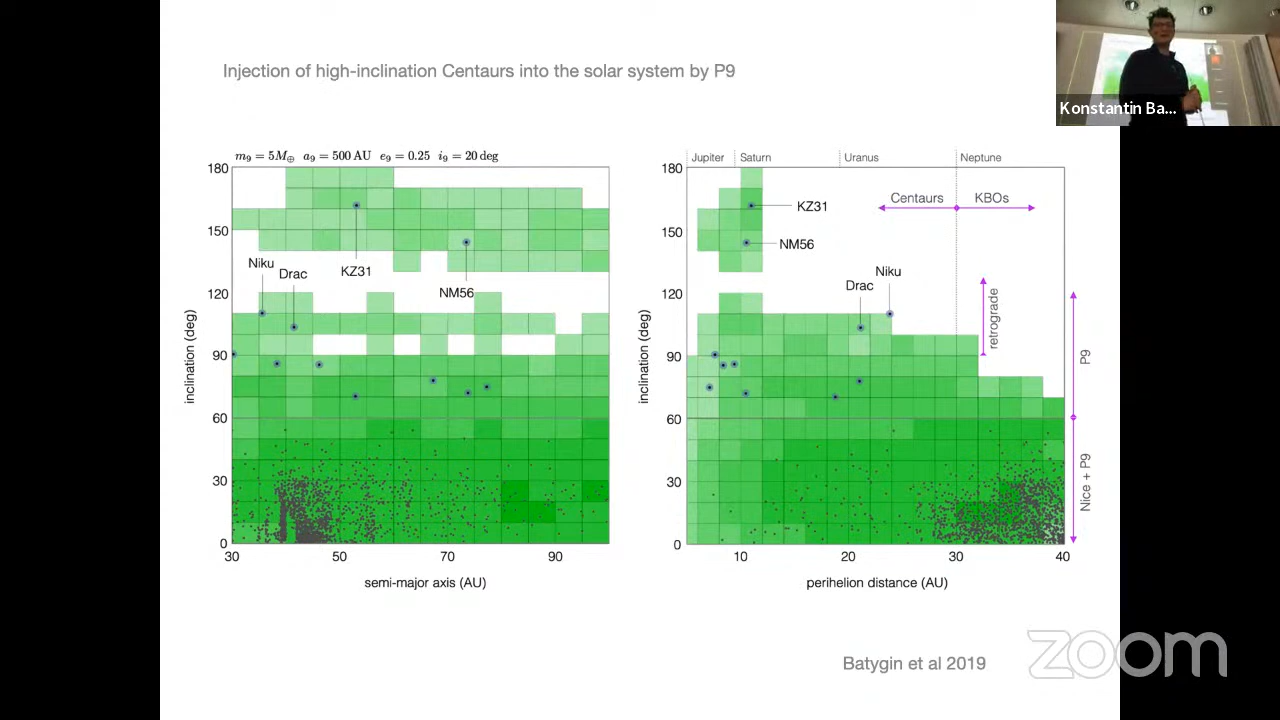 Injection of high-inclination Centaurs into the solar system by P9
Konstantin Ba...
m₉ = 5M⊕ a₉ = 500 AU e₉ = 0.25 i₉ = 20 deg
180
150
120
90
60
30
0
inclination (deg)
30
50
70
90
semi-major axis (AU)
Niku
Drac
KZ31
NM56
Jupiter
Saturn
Uranus
Neptune
180
150
120
90
60
30
0
inclination (deg)
10
20
30
40
perihelion distance (AU)
KZ31
NM56
Drac
Niku
Centaurs
KBOs
retrograde
P9
Nice + P9
Batygin et al 2019
zoom